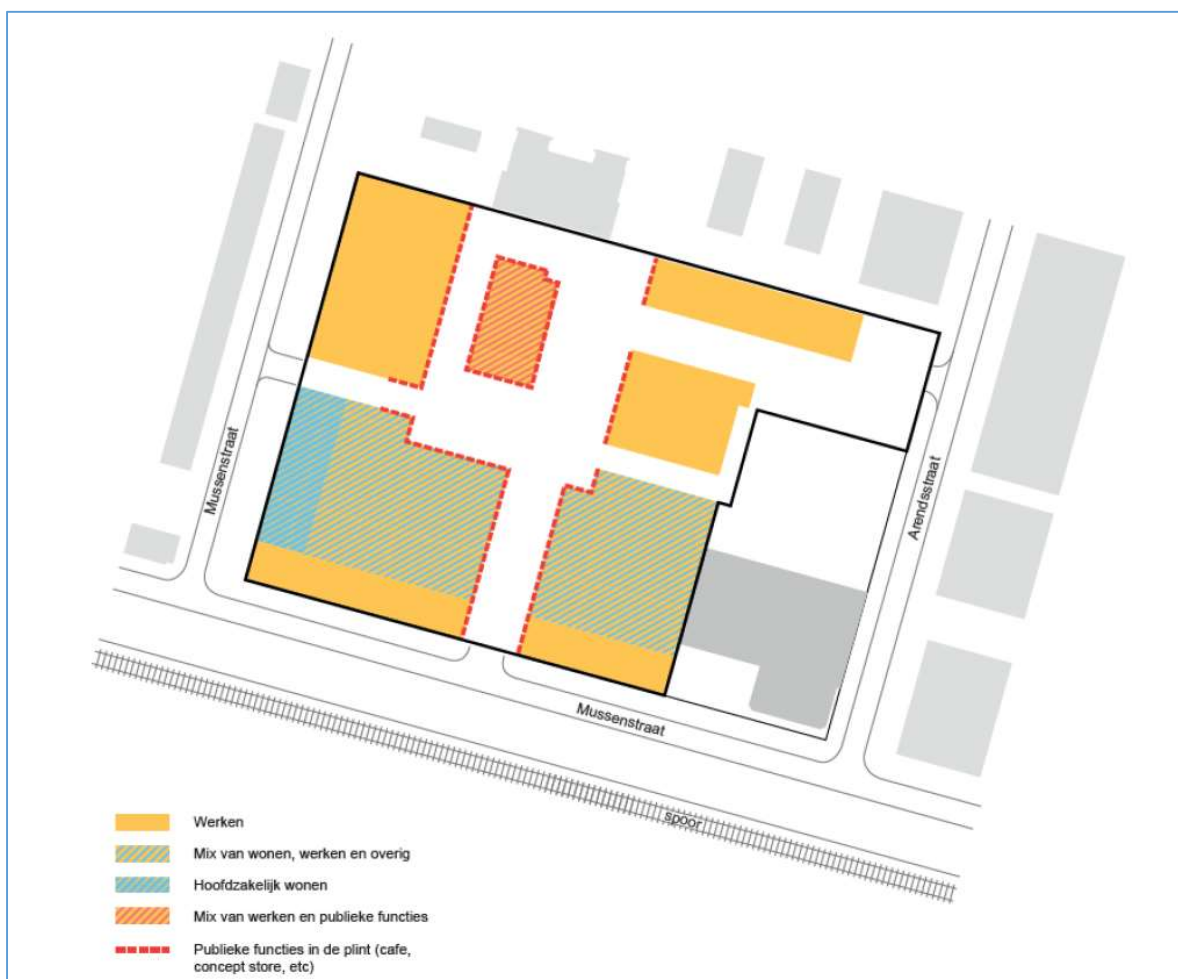 Mussenstraat
Arendsstraat
Mussenstraat
spoor
Werken
Mix van wonen, werken en overig
Hoofdzakelijk wonen
Mix van werken en publieke functies
Publieke functies in de plint (cafe,
concept store, etc)